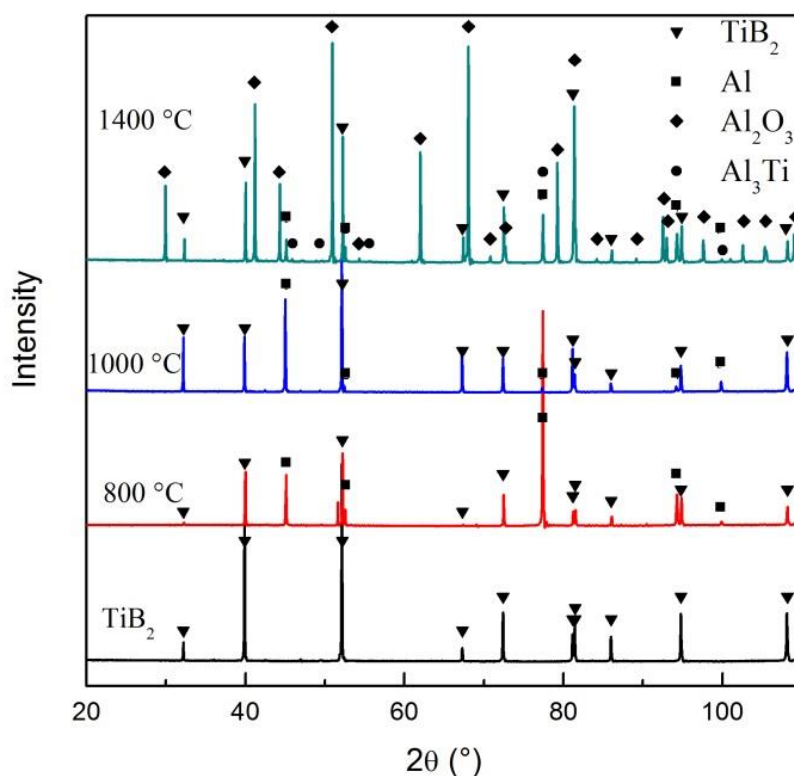 TiB₂
Al
Al₂O₃
Al₃Ti
1400 °C
1000 °C
800 °C
TiB₂
Intensity
20 40 60 80 100
2θ (°)